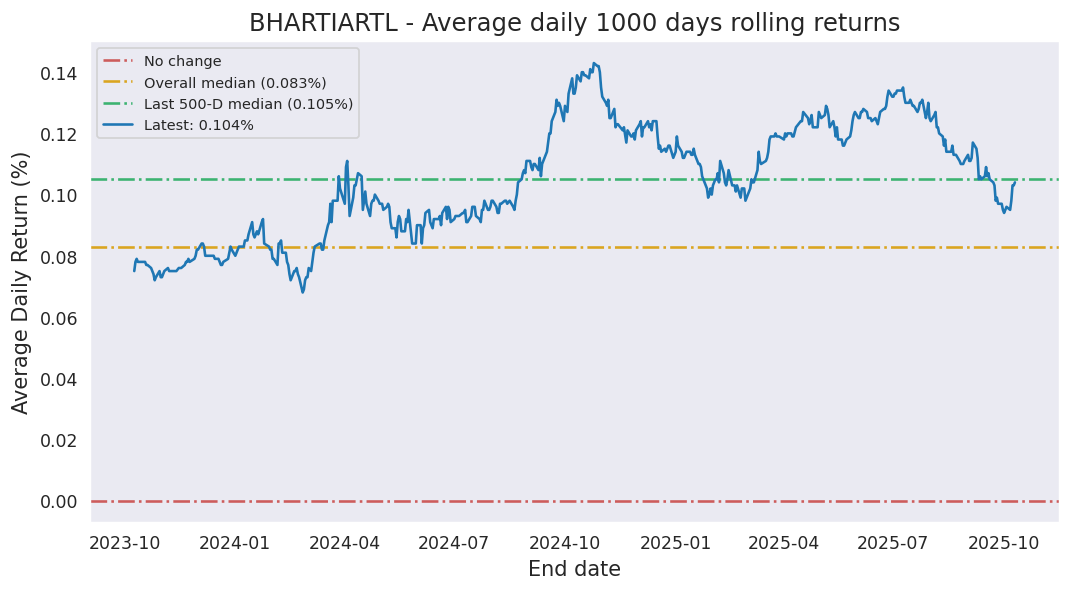 BHARTIARTL - Average daily 1000 days rolling returns
No change
Overall median (0.083%)
Last 500-D median (0.105%)
Latest: 0.104%
Average Daily Return (%)
0.14
0.12
0.10
0.08
0.06
0.04
0.02
0.00
2023-10 2024-01 2024-04 2024-07 2024-10 2025-01 2025-04 2025-07 2025-10
End date